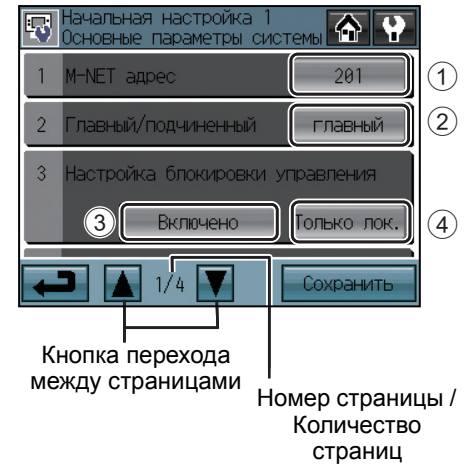 Начальная настройка 1
Основные параметры системы
1 M-NET адрес 201 1
2 Главный/подчиненный главный 2
3 Настройка блокировки управления
3 Включено Только лок. 4
1/4 Сохранить
Кнопка перехода
между страницами
Номер страницы /
Количество
страниц